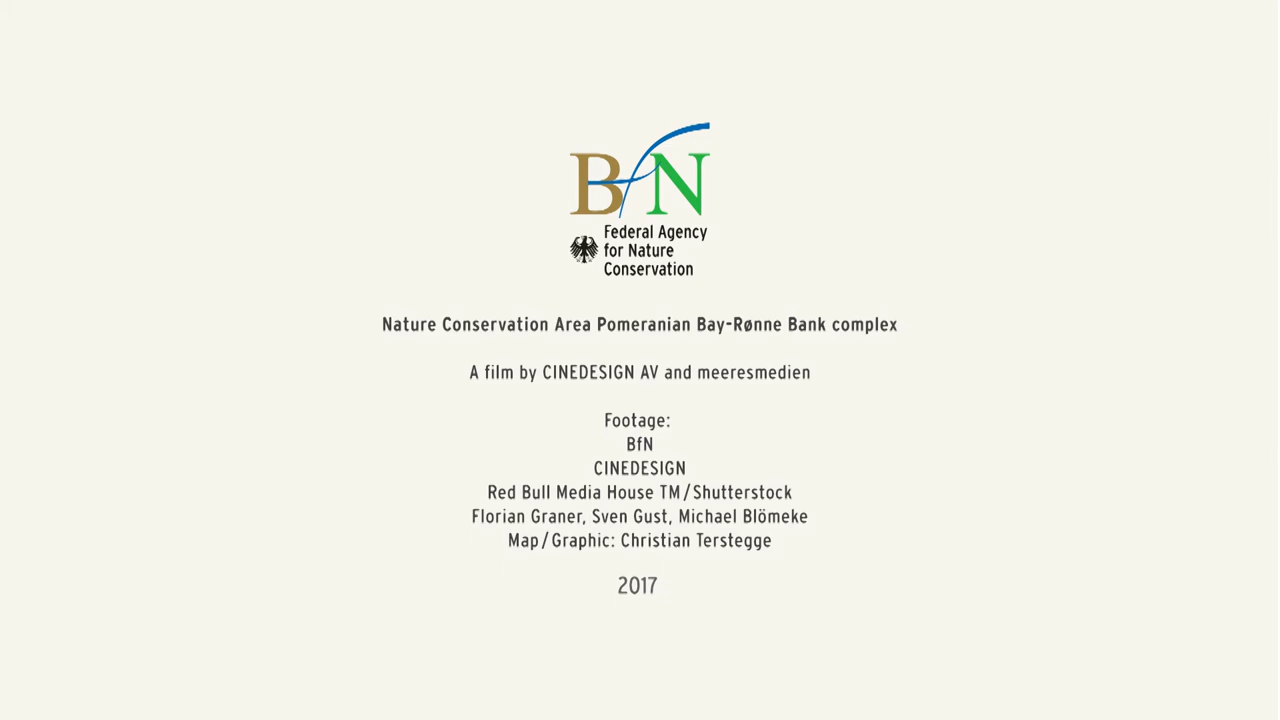 BfN
Federal Agency
for Nature
Conservation
Nature Conservation Area Pomeranian Bay-Rønne Bank complex
A film by CINEDESIGN AV and meeresmedien
Footage:
BfN
CINEDESIGN
Red Bull Media House TM/Shutterstock
Florian Graner, Sven Gust, Michael Blömeke
Map/Graphic: Christian Terstegge
2017